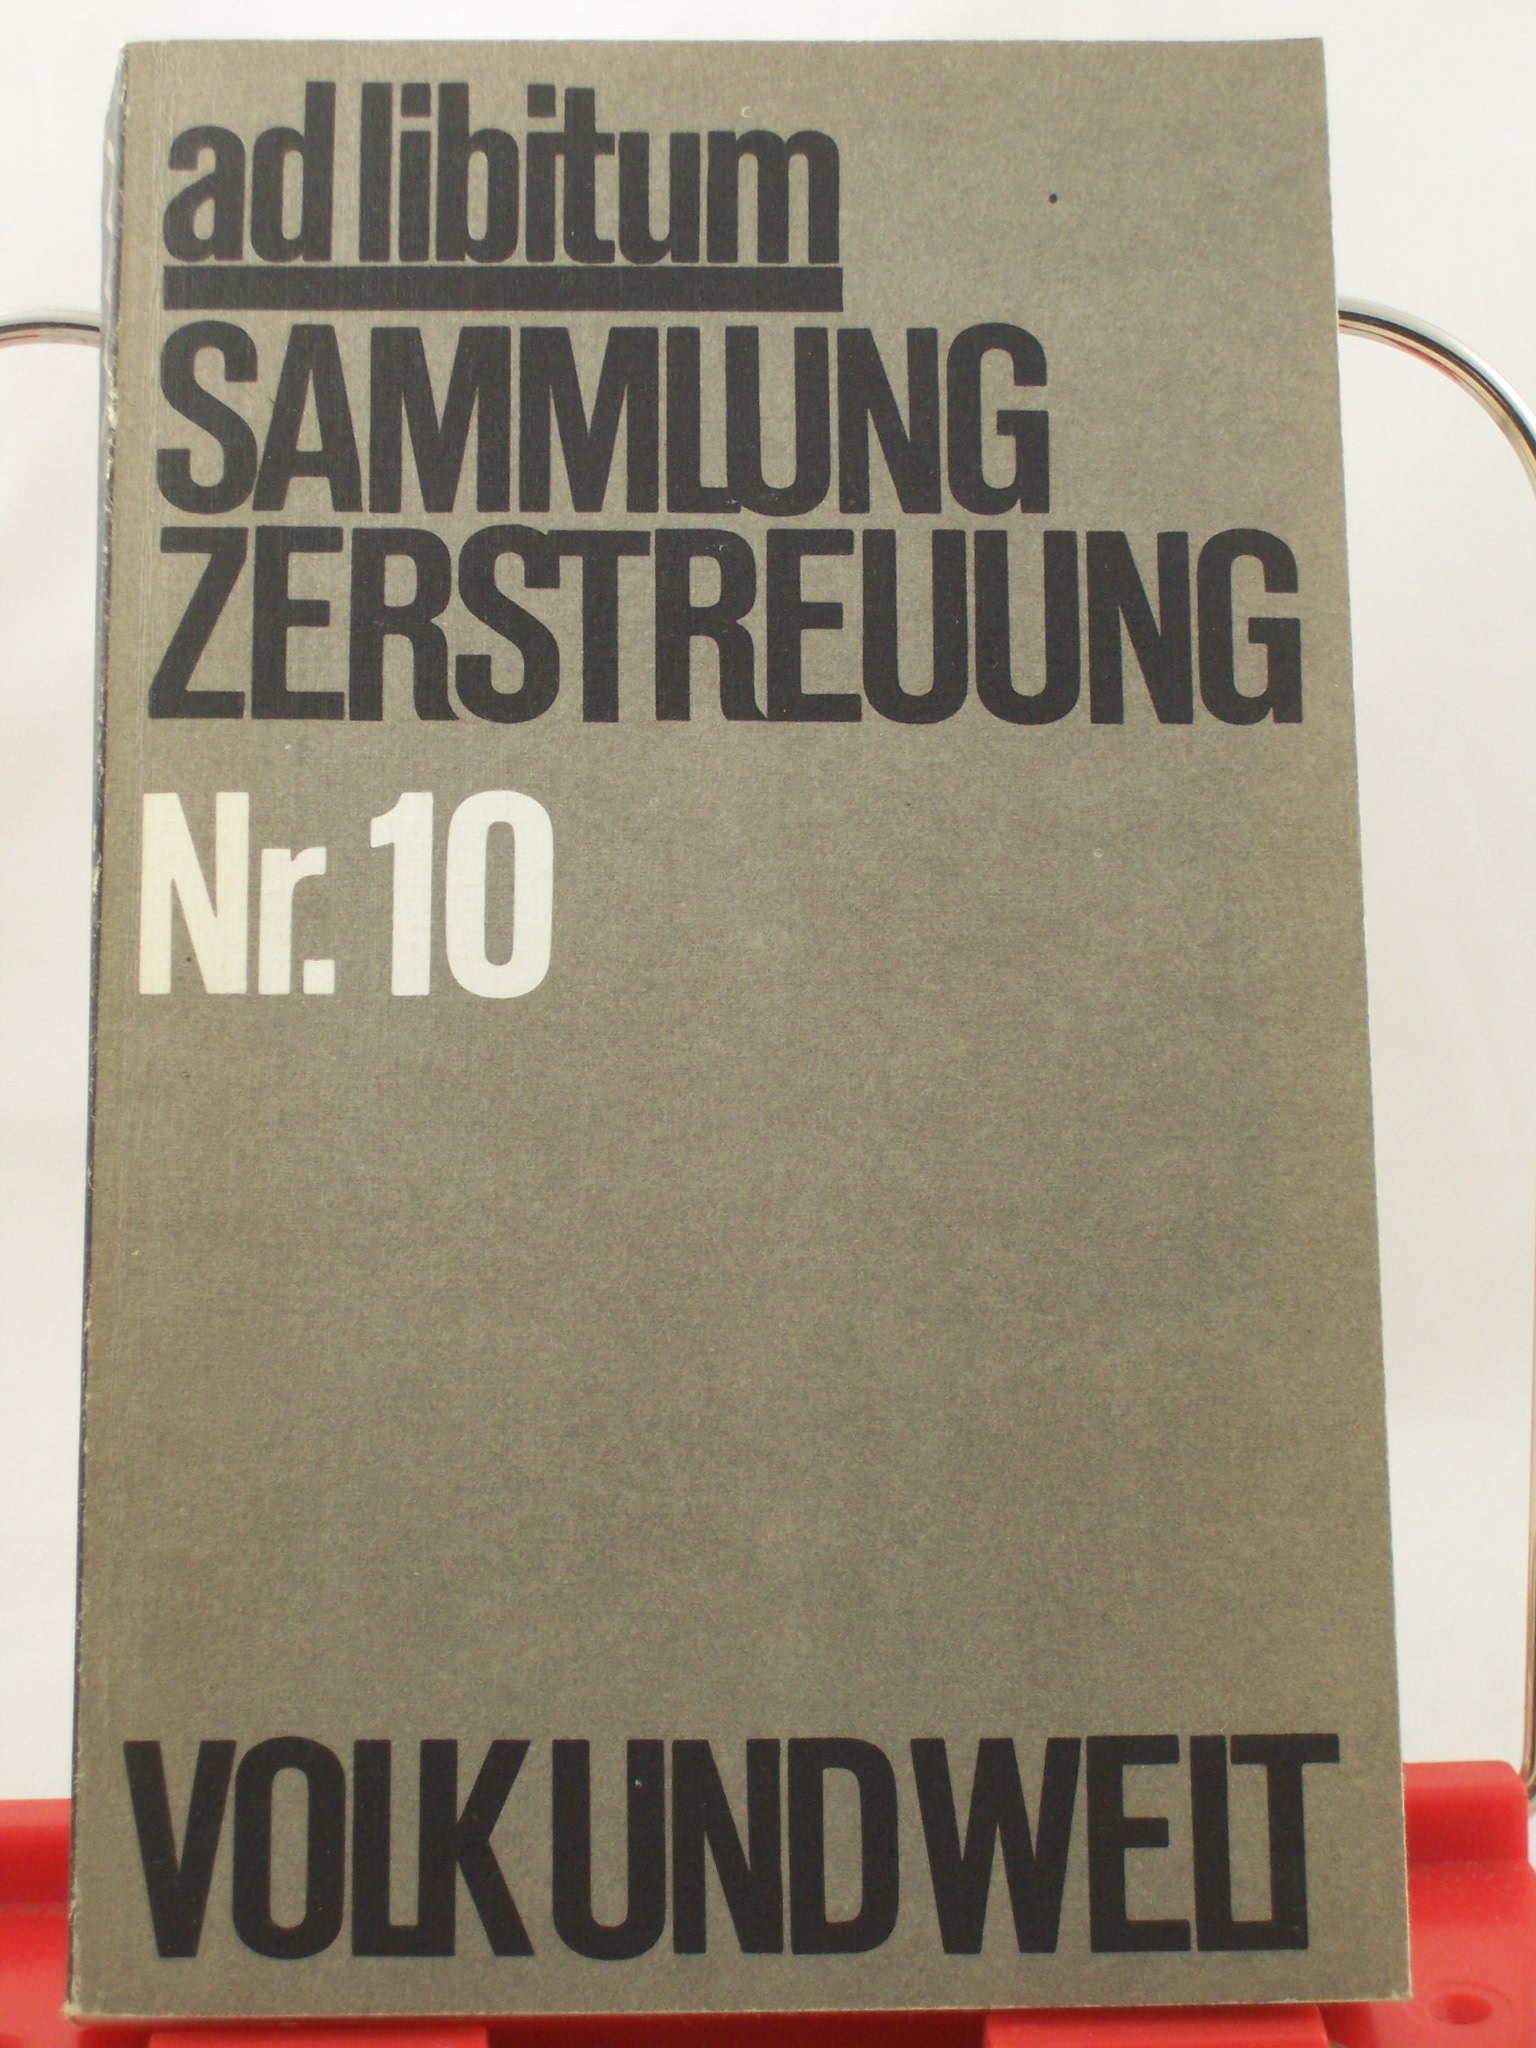 ad libitum
SAMMLUNG
ZERSTREUUNG
Nr. 10
VOLK UND WELT